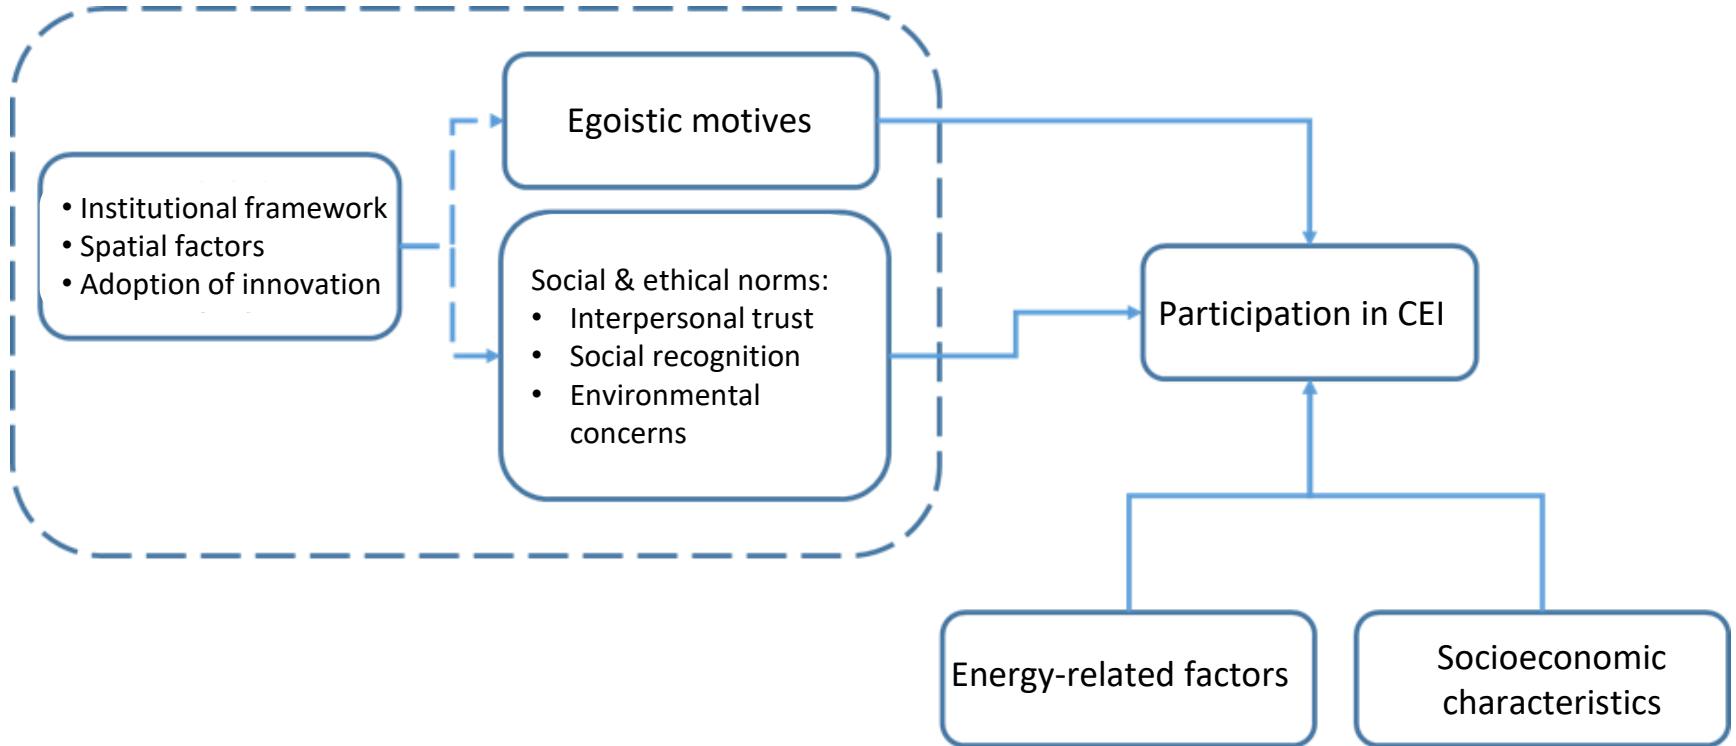 Egoistic motives
• Institutional framework
• Spatial factors
• Adoption of innovation
Social & ethical norms:
• Interpersonal trust
• Social recognition
• Environmental
concerns
Participation in CEI
Energy-related factors
Socioeconomic
characteristics